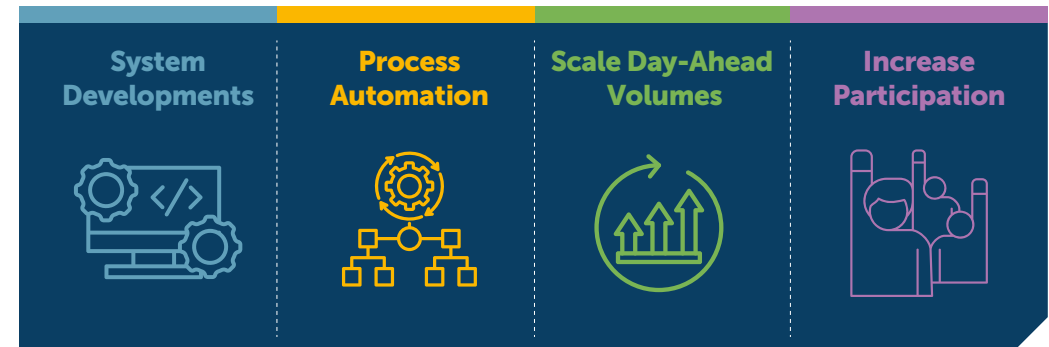 System
Developments
Process
Automation
Scale Day-Ahead
Volumes
Increase
Participation
</>